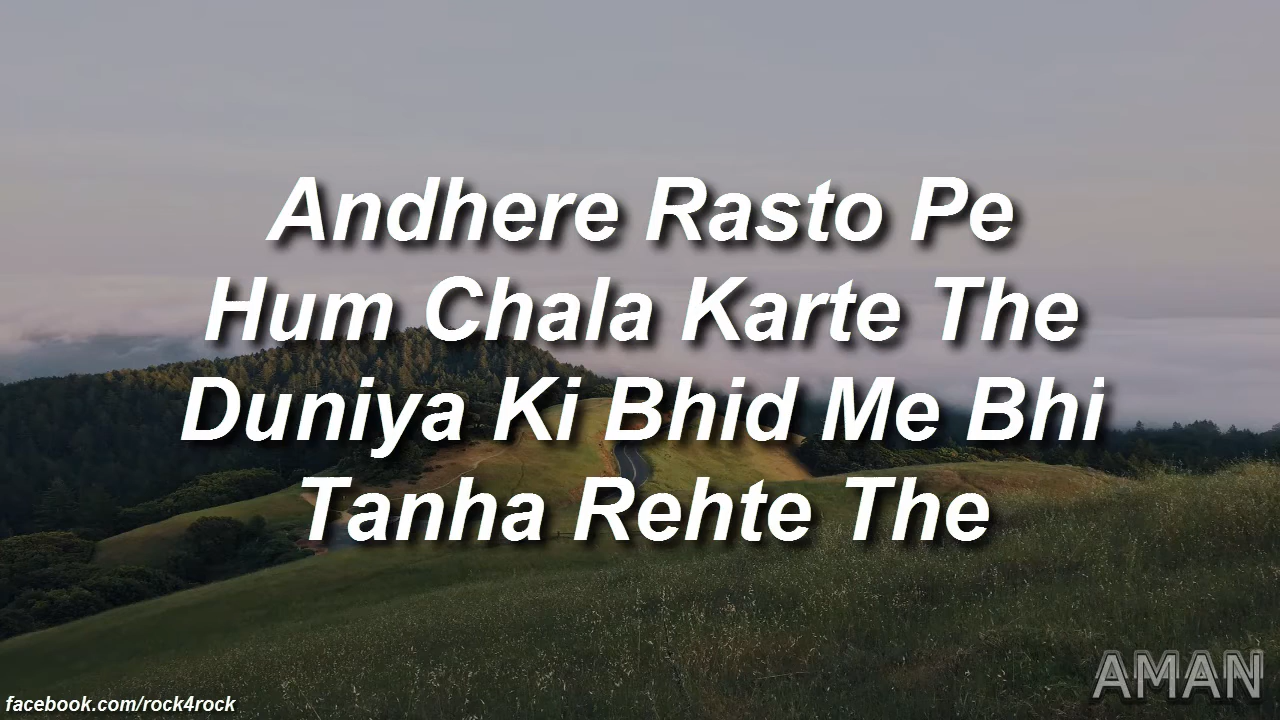 Andhere Rasto Pe
Hum Chala Karte The
Duniya Ki Bhid Me Bhi
Tanha Rehte The
AMAN
facebook.com/rock4rock